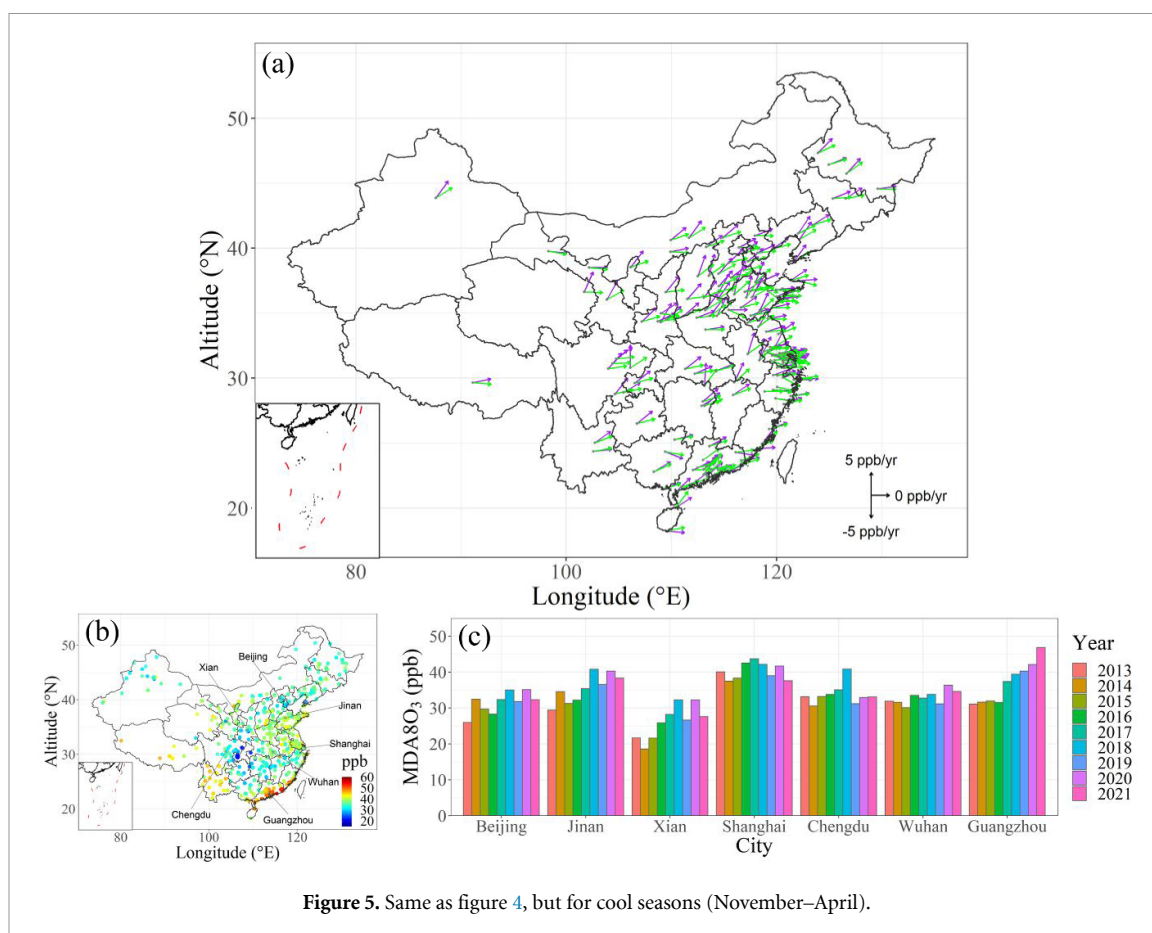 (a)
50
40
30
20
Altitude (°N)
5 ppb/yr
0 ppb/yr
-5 ppb/yr
80
100
120
Longitude (°E)
(b)
50
40
30
20
Altitude (°N)
Xian
Beijing
Jinan
Shanghai
Wuhan
Guangzhou
Chengdu
ppb
60
50
40
30
20
80
100
120
Longitude (°E)
(c)
50
40
30
20
10
0
MDA8O₃ (ppb)
Beijing Jinan Xian Shanghai Chengdu Wuhan Guangzhou
City
Year
2013
2014
2015
2016
2017
2018
2019
2020
2021
Figure 5. Same as figure 4, but for cool seasons (November–April).